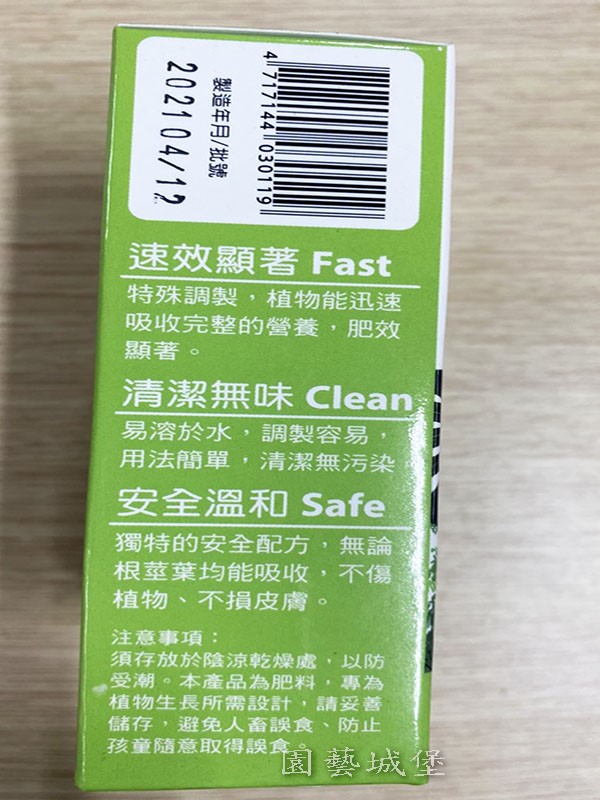 4 717144 030119
製造年月/批號
202104/12
速效顯著 Fast
特殊調製，植物能迅速
吸收完整的營養，肥效
顯著。
清潔無味 Clean
易溶於水，調製容易，
用法簡單，清潔無污染
安全溫和 Safe
獨特的安全配方，無論
根莖葉均能吸收，不傷
植物、不損皮膚。
注意事項：
須存放於陰涼乾燥處，以防
受潮。本產品為肥料，專為
植物生長所需設計，請妥善
儲存，避免人畜誤食、防止
孩童隨意取得誤食。
園藝城堡